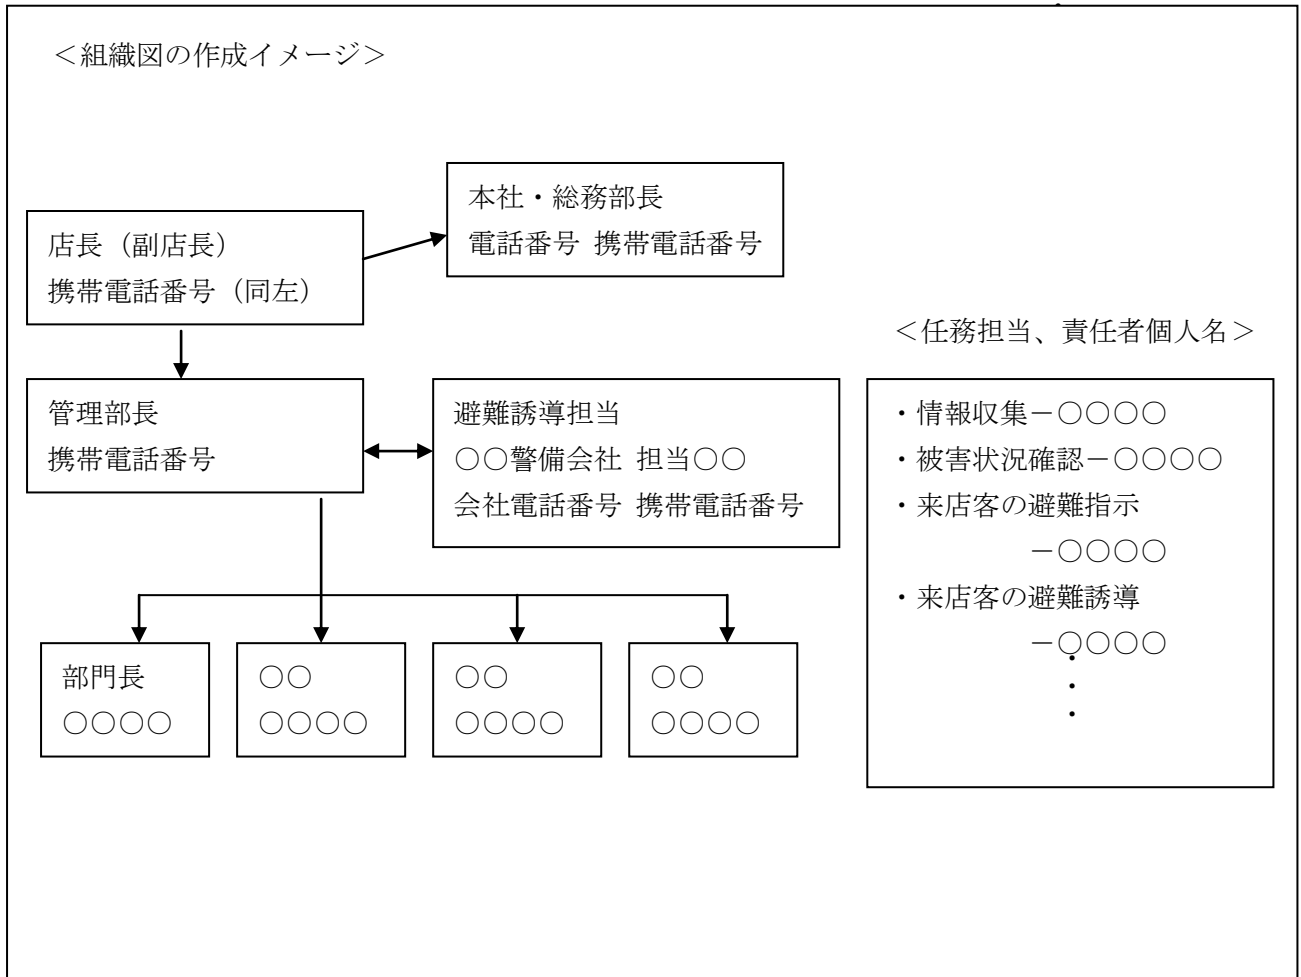 ＜組織図の作成イメージ＞
本社・総務部長
電話番号 携帯電話番号
店長（副店長）
携帯電話番号（同左）
＜任務担当、責任者個人名＞
管理部長
携帯電話番号
避難誘導担当
○○警備会社 担当○○
会社電話番号 携帯電話番号
・情報収集－○○○○
・被害状況確認－○○○○
・来店客の避難指示
－○○○○
・来店客の避難誘導
－○○○○
・
・
・
部門長
○○○○
○○
○○○○
○○
○○○○
○○
○○○○